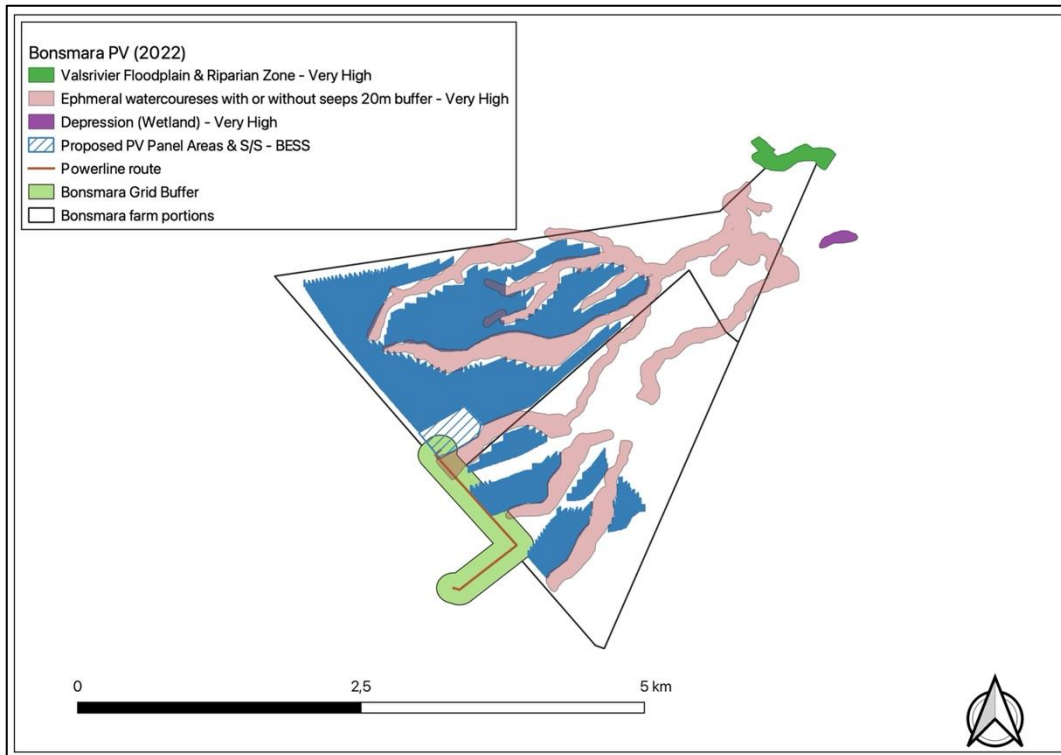 Bonsmara PV (2022)
Valsrivier Floodplain & Riparian Zone - Very High
Ephmeral watercoureses with or without seeps 20m buffer - Very High
Depression (Wetland) - Very High
Proposed PV Panel Areas & S/S - BESS
Powerline route
Bonsmara Grid Buffer
Bonsmara farm portions
0 2,5 5 km